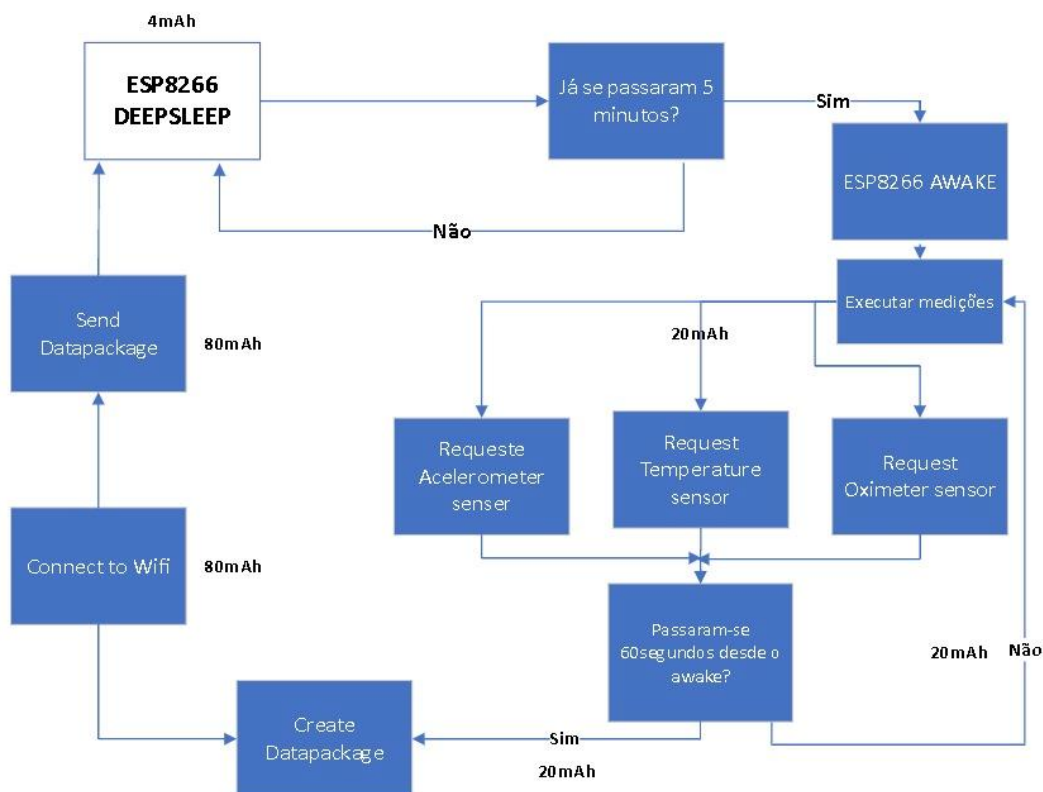 4mAh
ESP8266
DEEPSLEEP
Já se passaram 5
minutos?
Sim
ESP8266 AWAKE
Não
Executar medições
Send
Datapackage
80mAh
20mAh
Requeste
Acelerometer
senser
Request
Temperature
sensor
Request
Oximeter sensor
Connect to Wifi
80mAh
Passaram-se
60segundos desde o
awake?
20mAh
Não
Create
Datapackage
Sim
20mAh